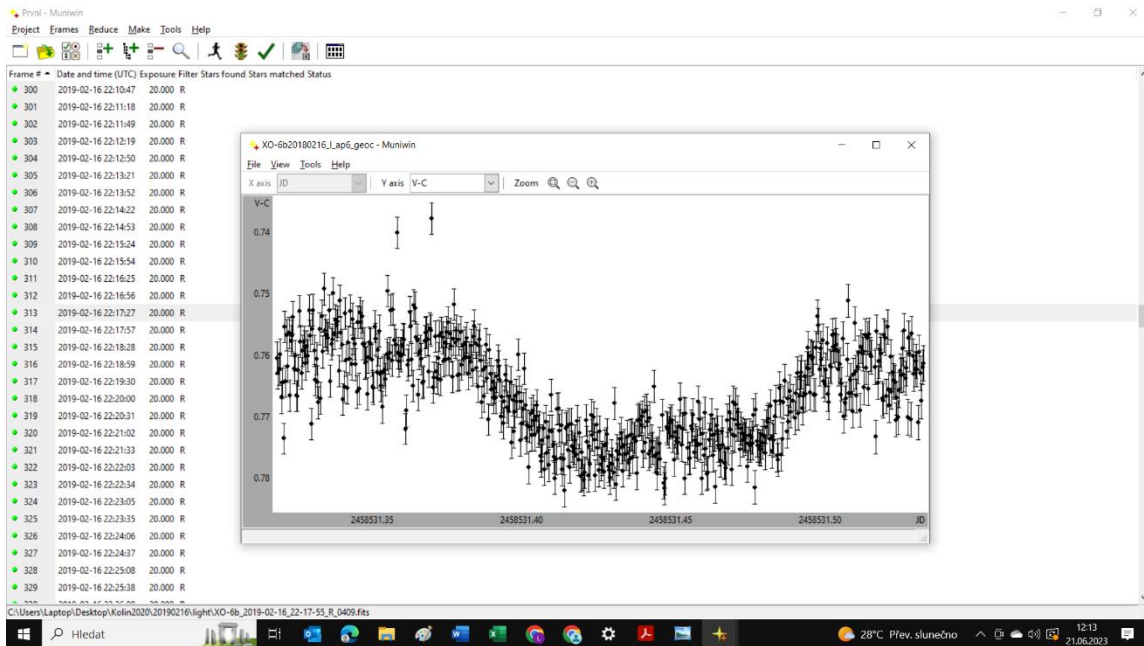 První - Muniwin
Project Frames Reduce Make Tools Help
Frame # Date and time (UTC) Exposure Filter Stars found Stars matched Status
300 2019-02-16 22:10:47 20.000 R
301 2019-02-16 22:11:18 20.000 R
302 2019-02-16 22:11:49 20.000 R
303 2019-02-16 22:12:19 20.000 R
304 2019-02-16 22:12:50 20.000 R
305 2019-02-16 22:13:21 20.000 R
306 2019-02-16 22:13:52 20.000 R
307 2019-02-16 22:14:22 20.000 R
308 2019-02-16 22:14:53 20.000 R
309 2019-02-16 22:15:24 20.000 R
310 2019-02-16 22:15:54 20.000 R
311 2019-02-16 22:16:25 20.000 R
312 2019-02-16 22:16:56 20.000 R
313 2019-02-16 22:17:27 20.000 R
314 2019-02-16 22:17:57 20.000 R
315 2019-02-16 22:18:28 20.000 R
316 2019-02-16 22:18:59 20.000 R
317 2019-02-16 22:19:30 20.000 R
318 2019-02-16 22:20:00 20.000 R
319 2019-02-16 22:20:31 20.000 R
320 2019-02-16 22:21:02 20.000 R
321 2019-02-16 22:21:33 20.000 R
322 2019-02-16 22:22:03 20.000 R
323 2019-02-16 22:22:34 20.000 R
324 2019-02-16 22:23:05 20.000 R
325 2019-02-16 22:23:35 20.000 R
326 2019-02-16 22:24:06 20.000 R
327 2019-02-16 22:24:37 20.000 R
328 2019-02-16 22:25:08 20.000 R
329 2019-02-16 22:25:38 20.000 R
XO-6b20180216_I_ap6_geoc - Muniwin
File View Tools Help
X axis JD Y axis V-C Zoom
V-C
0.74
0.75
0.76
0.77
0.78
2458531.35 2458531.40 2458531.45 2458531.50 JD
C:\Users\Laptop\Desktop\Kolin2020\20190216\light\XO-6b_2019-02-16_22-17-55_R_0409.fits
Hledat
28°C Přev. slunečno
12:13
21.06.2023